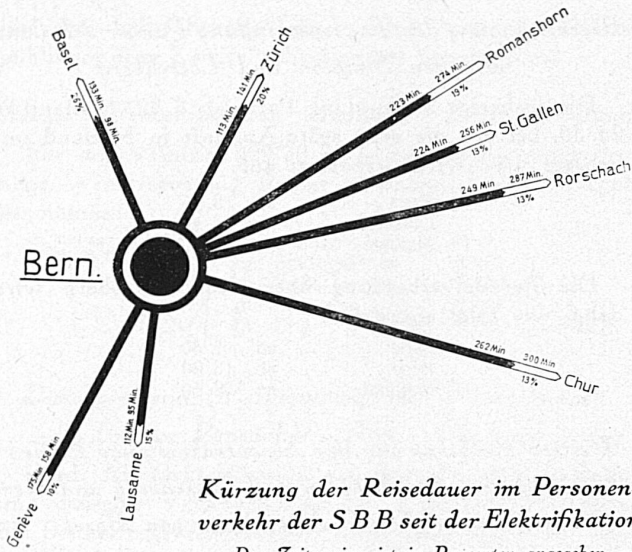 Basel
133 Min.
98 Min.
26%
Zürich
141 Min.
113 Min.
20%
Romanshorn
274 Min.
223 Min.
19%
St. Gallen
256 Min.
224 Min.
13%
Rorschach
287 Min.
249 Min
13%
Bern.
262 Min
300 Min.
13%
Chur
112 Min.
95 Min.
15%
Lausanne
175 Min.
158 Min.
10%
Genève
Kürzung der Reisedauer im Personen
verkehr der SBB seit der Elektrifikation